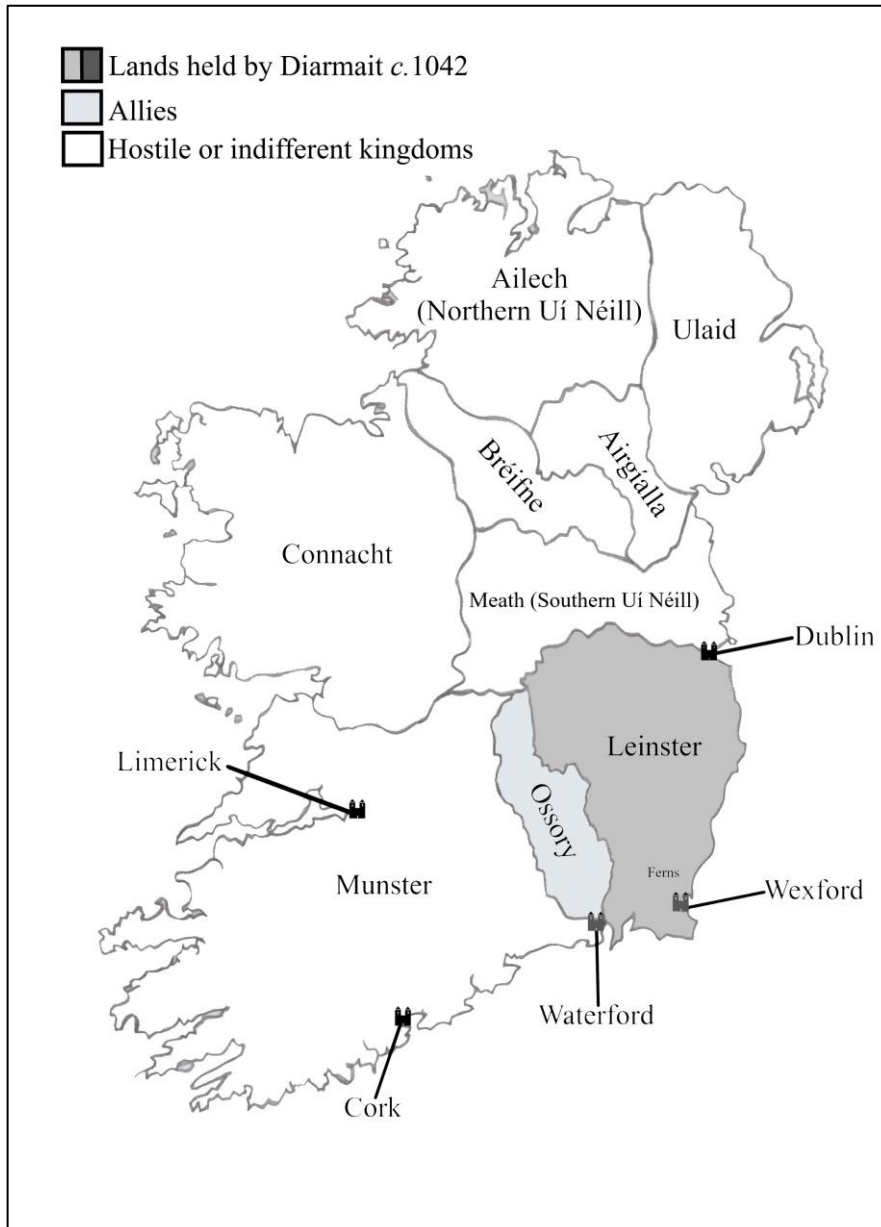 Lands held by Diarmait c.1042
Allies
Hostile or indifferent kingdoms
Ailech
(Northern Uí Néill)
Ulaid
Bréifne
Airgíalla
Connacht
Meath (Southern Uí Néill)
Dublin
Leinster
Limerick
Ossory
Munster
Ferns
Wexford
Waterford
Cork